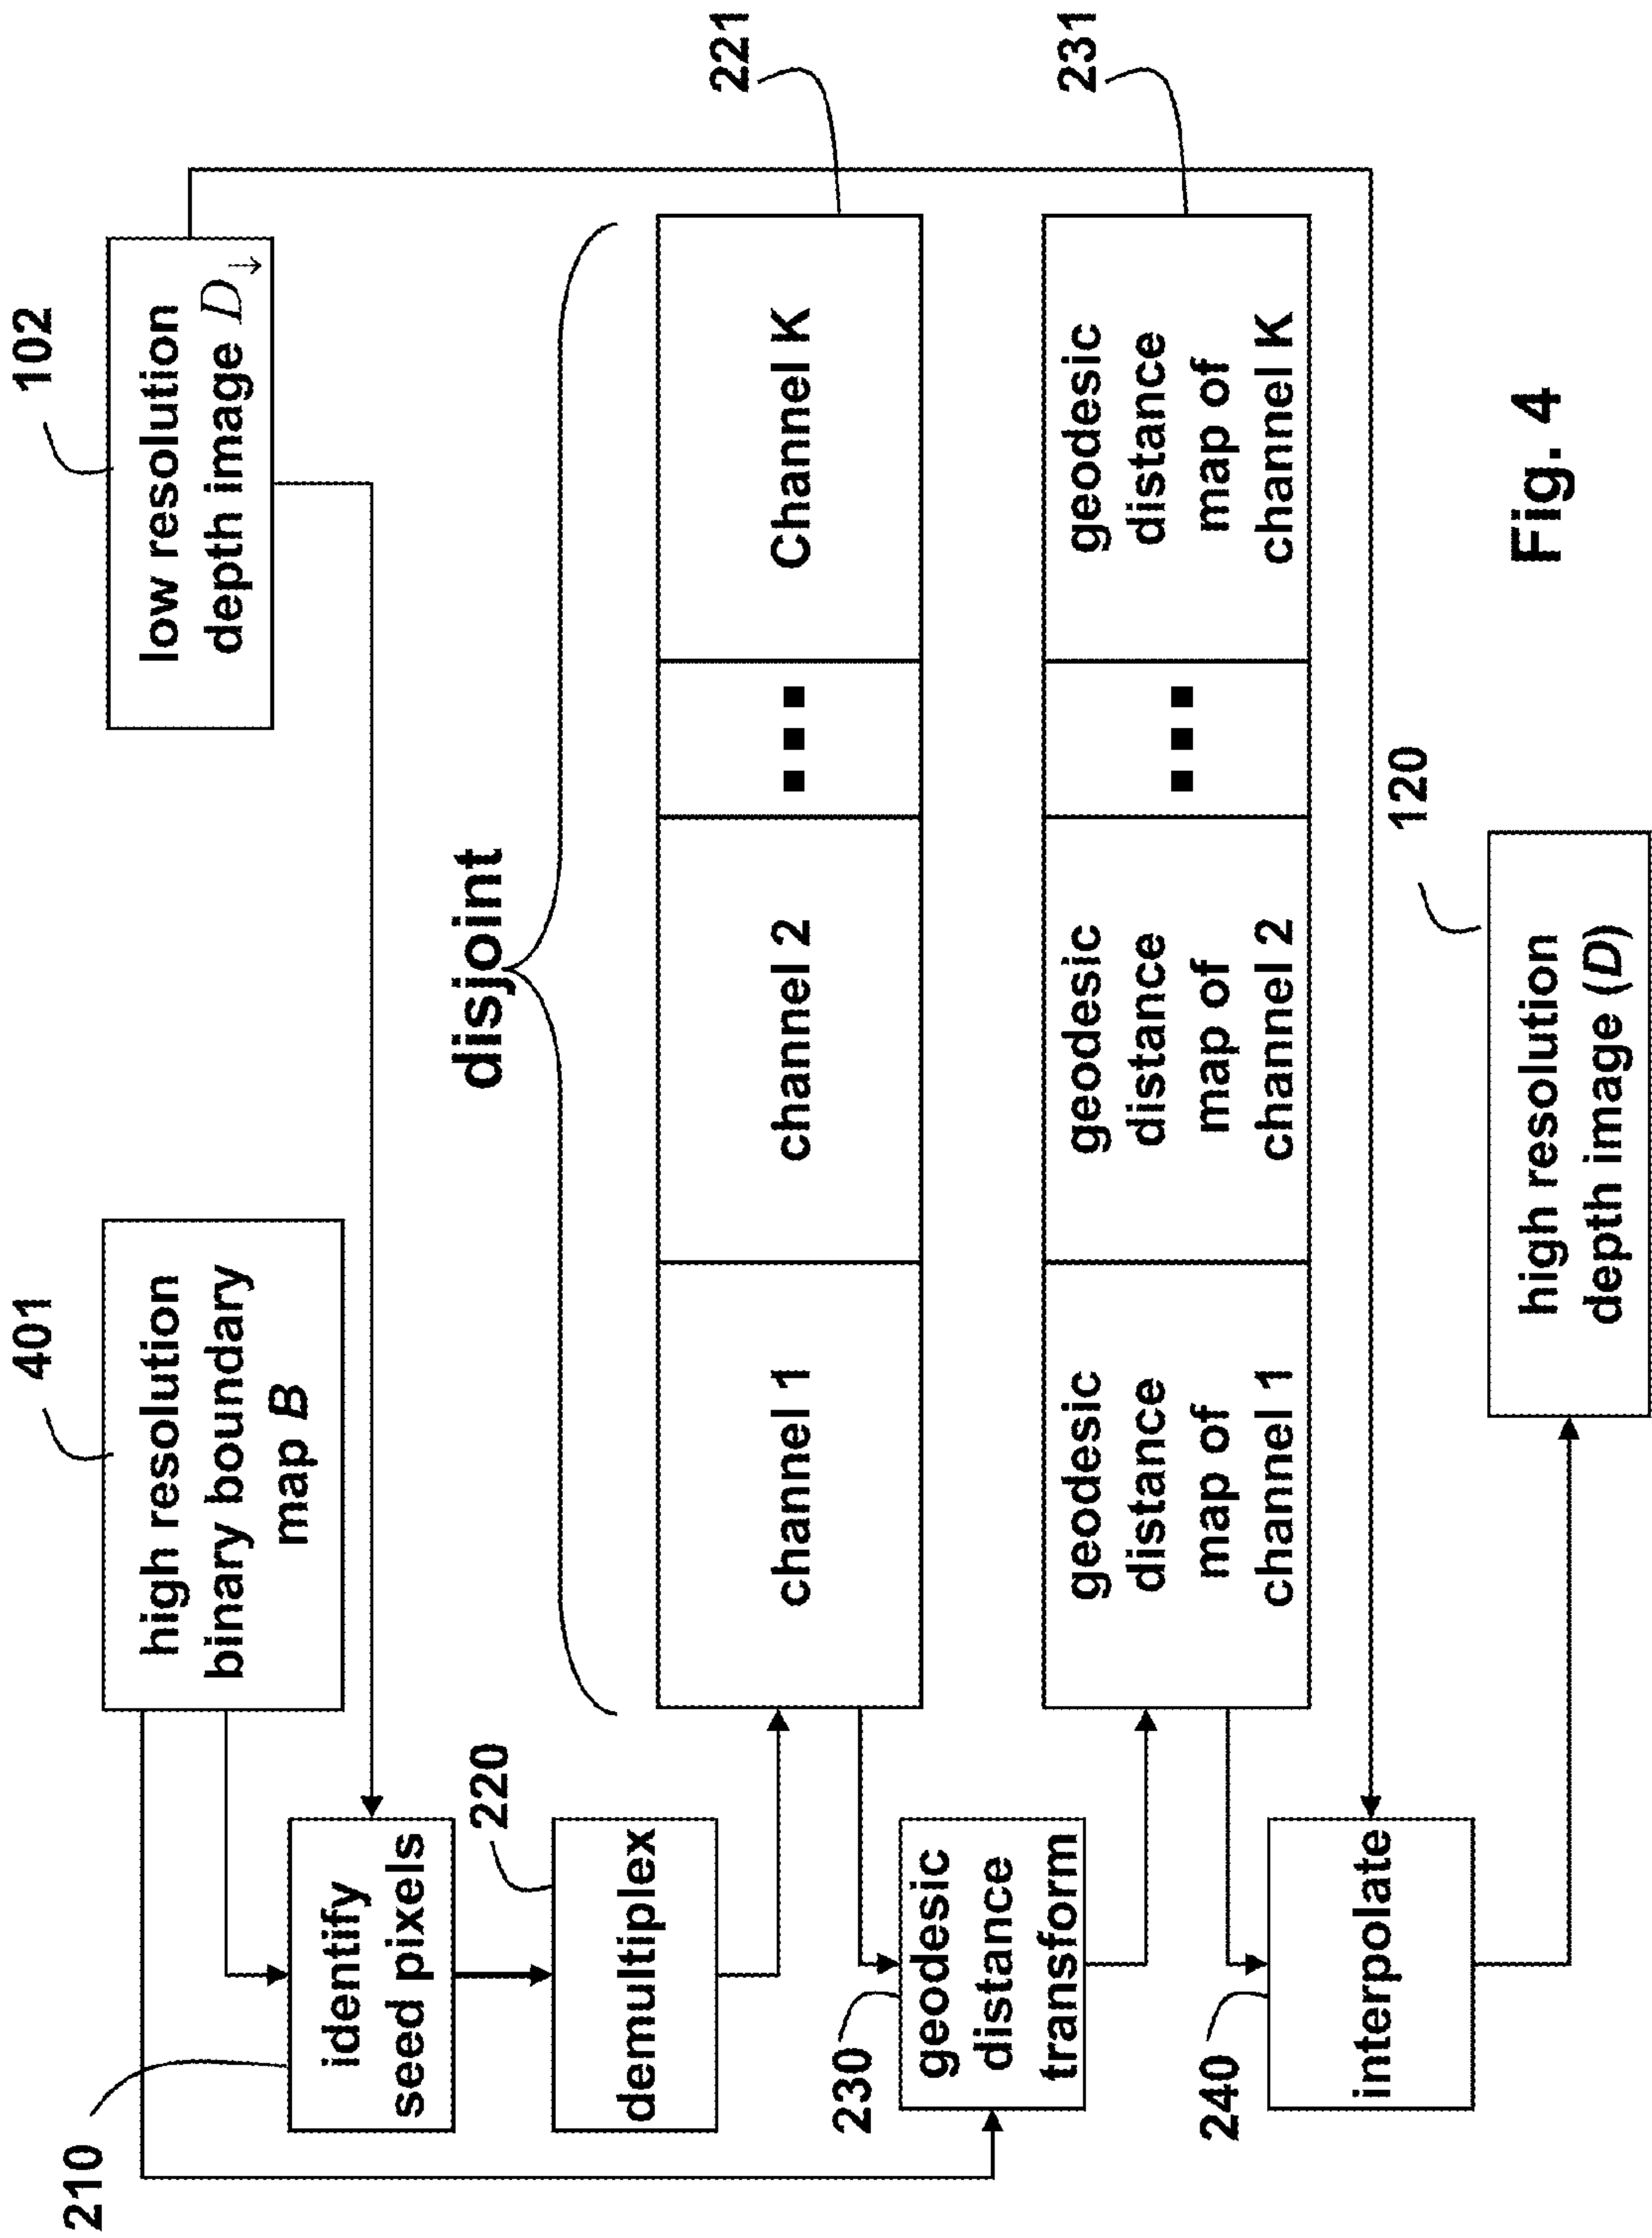 401
high resolution
binary boundary
map B
102
low resolution
depth image D↓
210
identify
seed pixels
disjoint
220
demultiplex
221
channel 1
channel 2
...
Channel K
230
geodesic
distance
transform
231
geodesic
distance
map of
channel 1
geodesic
distance
map of
channel 2
...
geodesic
distance
map of
channel K
240
interpolate
120
high resolution
depth image (D)
Fig. 4